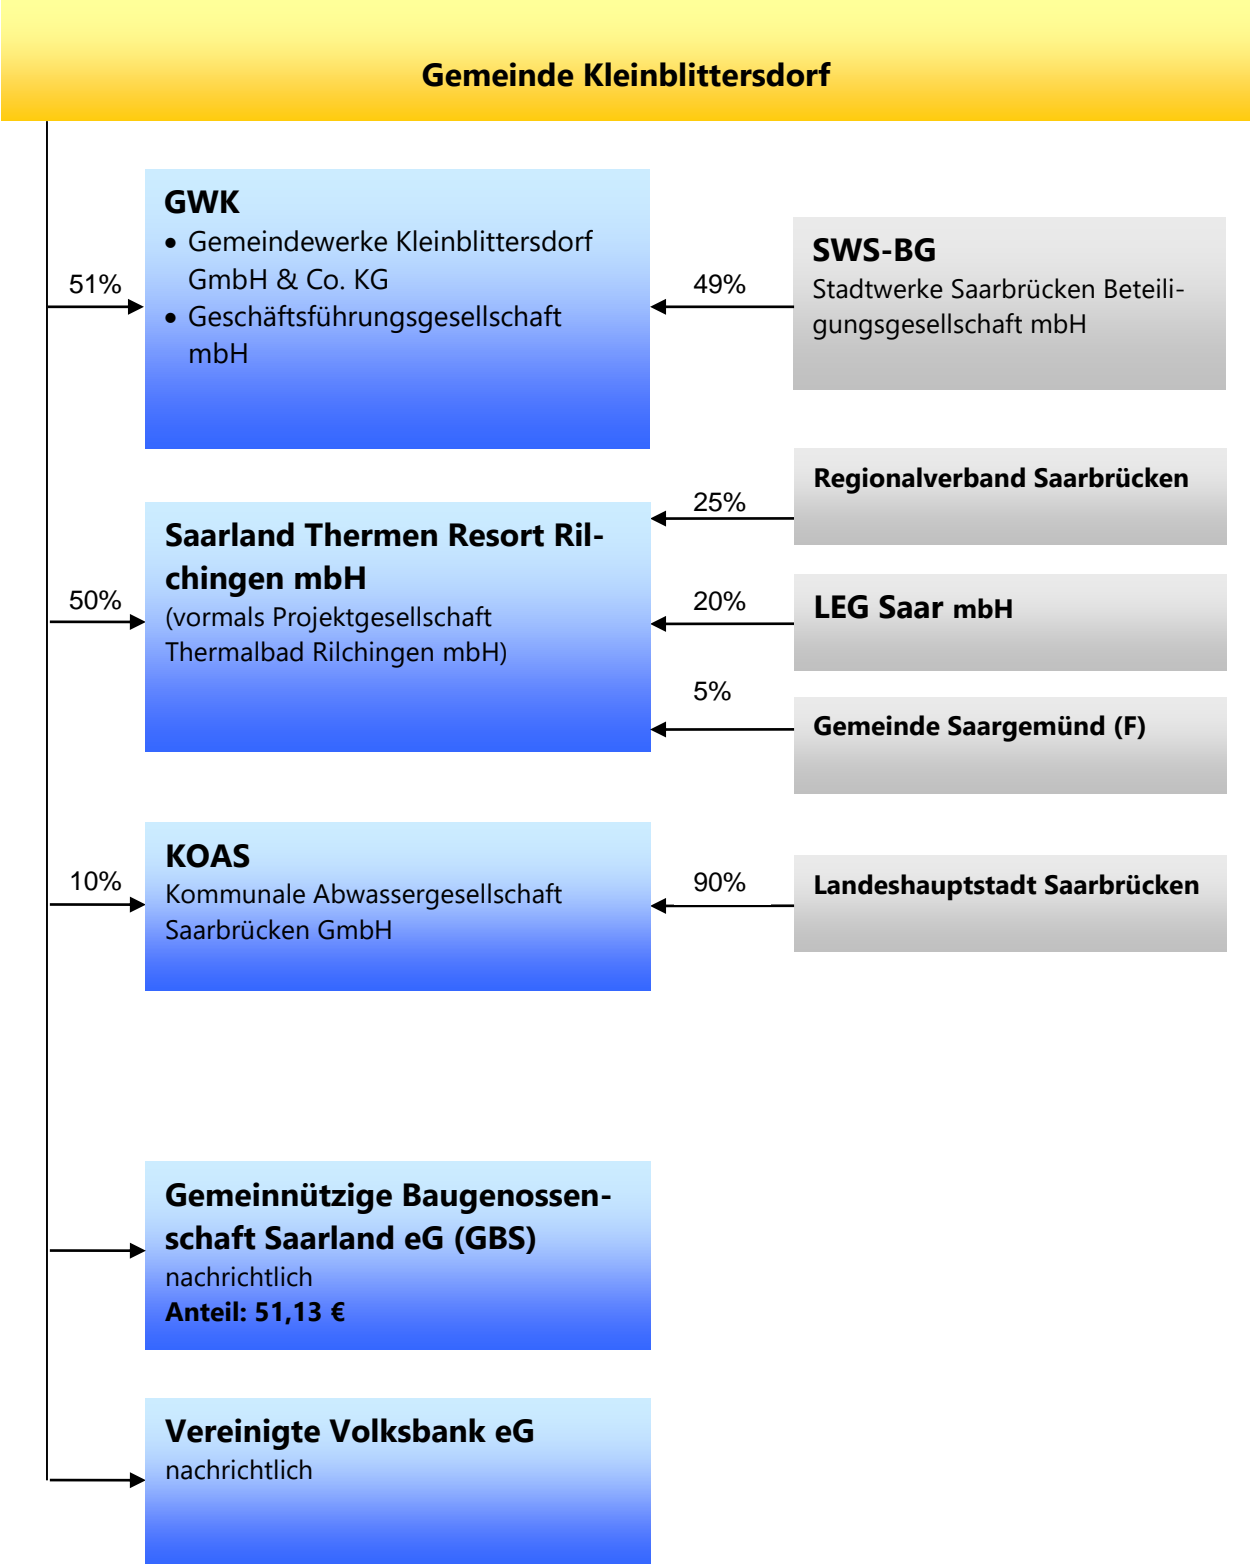 Gemeinde Kleinblittersdorf
GWK
• Gemeindewerke Kleinblittersdorf
GmbH & Co. KG
• Geschäftsführungsgesellschaft
mbH
51%
49%
SWS-BG
Stadtwerke Saarbrücken Beteili-
gungsgesellschaft mbH
Saarland Thermen Resort Ril-
chingen mbH
(vormals Projektgesellschaft
Thermalbad Rilchingen mbH)
50%
25%
Regionalverband Saarbrücken
20%
LEG Saar mbH
5%
Gemeinde Saargemünd (F)
KOAS
Kommunale Abwassergesellschaft
Saarbrücken GmbH
10%
90%
Landeshauptstadt Saarbrücken
Gemeinnützige Baugenossen-
schaft Saarland eG (GBS)
nachrichtlich
Anteil: 51,13 €
Vereinigte Volksbank eG
nachrichtlich